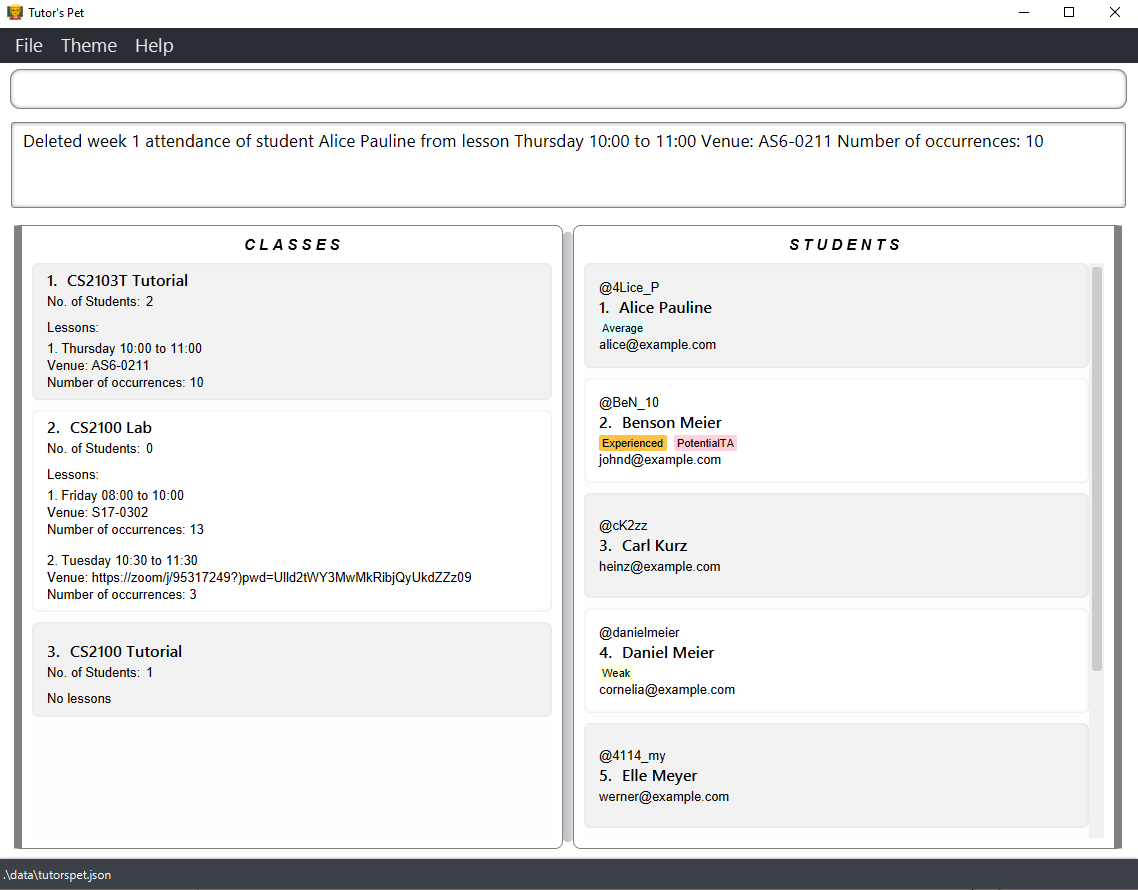 Tutor's Pet
File Theme Help
Deleted week 1 attendance of student Alice Pauline from lesson Thursday 10:00 to 11:00 Venue: AS6-0211 Number of occurrences: 10
CLASSES
1. CS2103T Tutorial
No. of Students: 2
Lessons:
1. Thursday 10:00 to 11:00
Venue: AS6-0211
Number of occurrences: 10
2. CS2100 Lab
No. of Students: 0
Lessons:
1. Friday 08:00 to 10:00
Venue: S17-0302
Number of occurrences: 13
2. Tuesday 10:30 to 11:30
Venue: https://zoom/j/95317249?)pwd=Ulld2tWY3MwMkRibjQyUkdZZz09
Number of occurrences: 3
3. CS2100 Tutorial
No. of Students: 1
No lessons
STUDENTS
@4Lice_P
1. Alice Pauline
Average
alice@example.com
@BeN_10
2. Benson Meier
Experienced PotentialTA
johnd@example.com
@cK2zz
3. Carl Kurz
heinz@example.com
@danielmeier
4. Daniel Meier
Weak
cornelia@example.com
@4114_my
5. Elle Meyer
werner@example.com
.\data\tutorspet.json